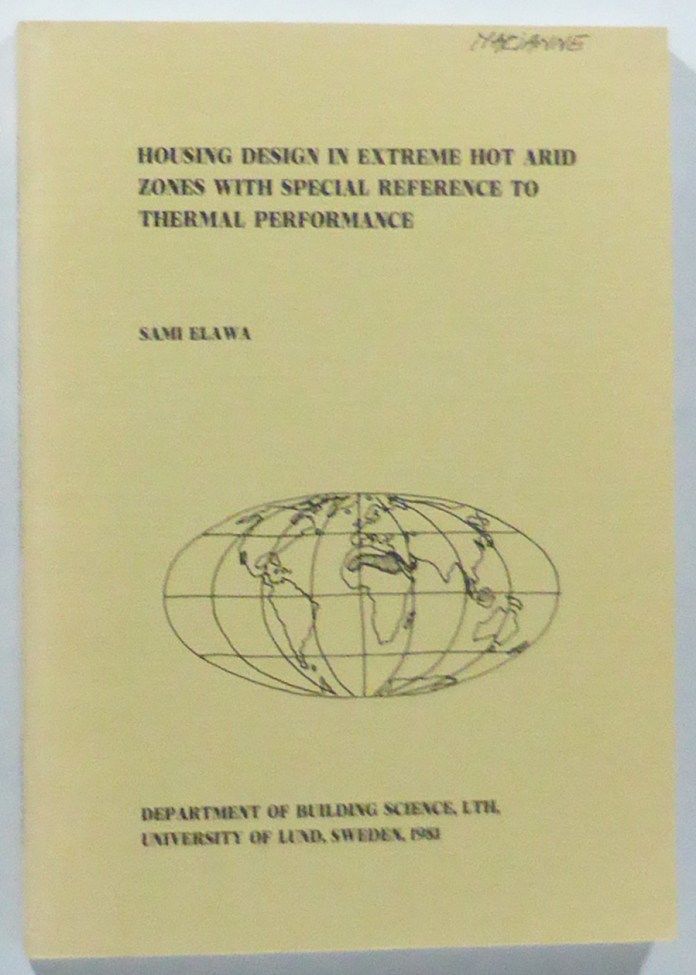 MARIANNE
HOUSING DESIGN IN EXTREME HOT ARID
ZONES WITH SPECIAL REFERENCE TO
THERMAL PERFORMANCE
SAMI ELAWA
DEPARTMENT OF BUILDING SCIENCE, LTH,
UNIVERSITY OF LUND, SWEDEN, 1981